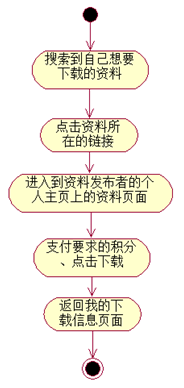 搜索到自己想要
下载的资料
点击资料所
在的链接
进入到资料发布者的个
人主页上的资料页面
支付要求的积分
、点击下载
返回我的下
载信息页面